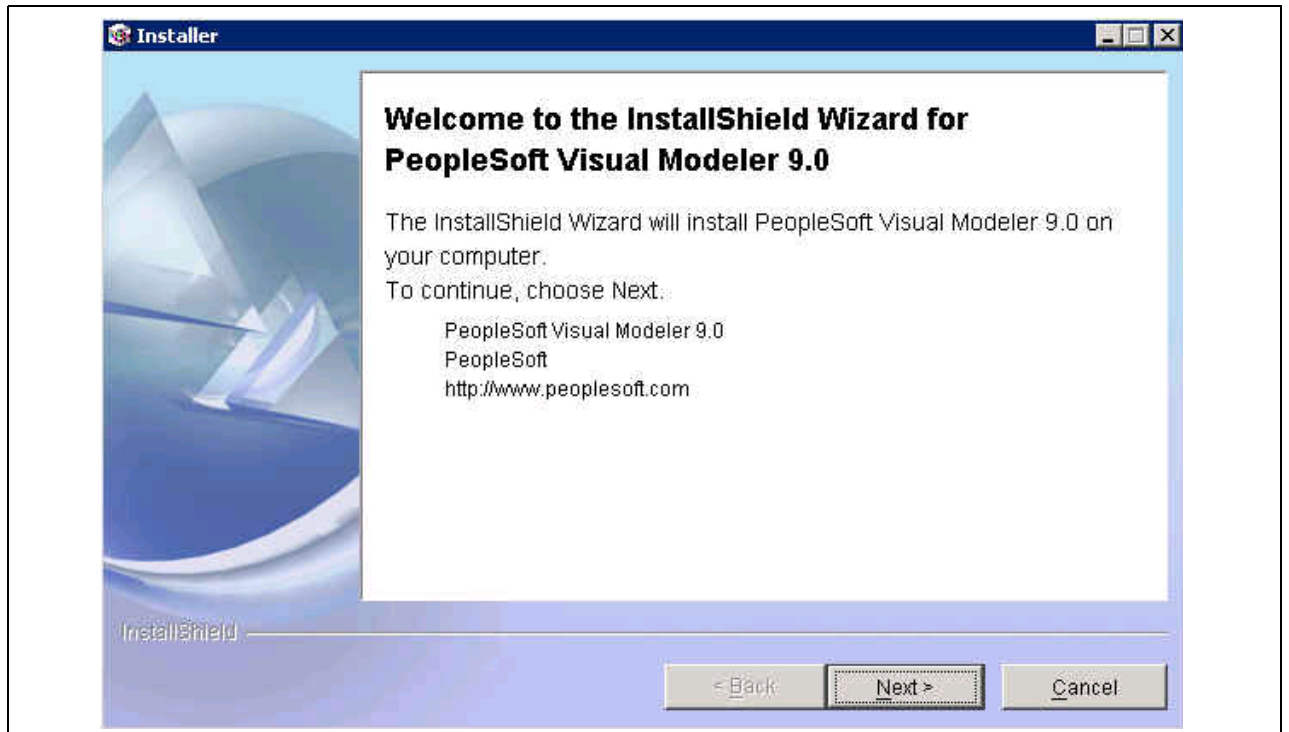 Installer
Welcome to the InstallShield Wizard for
PeopleSoft Visual Modeler 9.0
The InstallShield Wizard will install PeopleSoft Visual Modeler 9.0 on
your computer.
To continue, choose Next.
PeopleSoft Visual Modeler 9.0
PeopleSoft
http://www.peoplesoft.com
InstallShield
< Back
Next >
Cancel